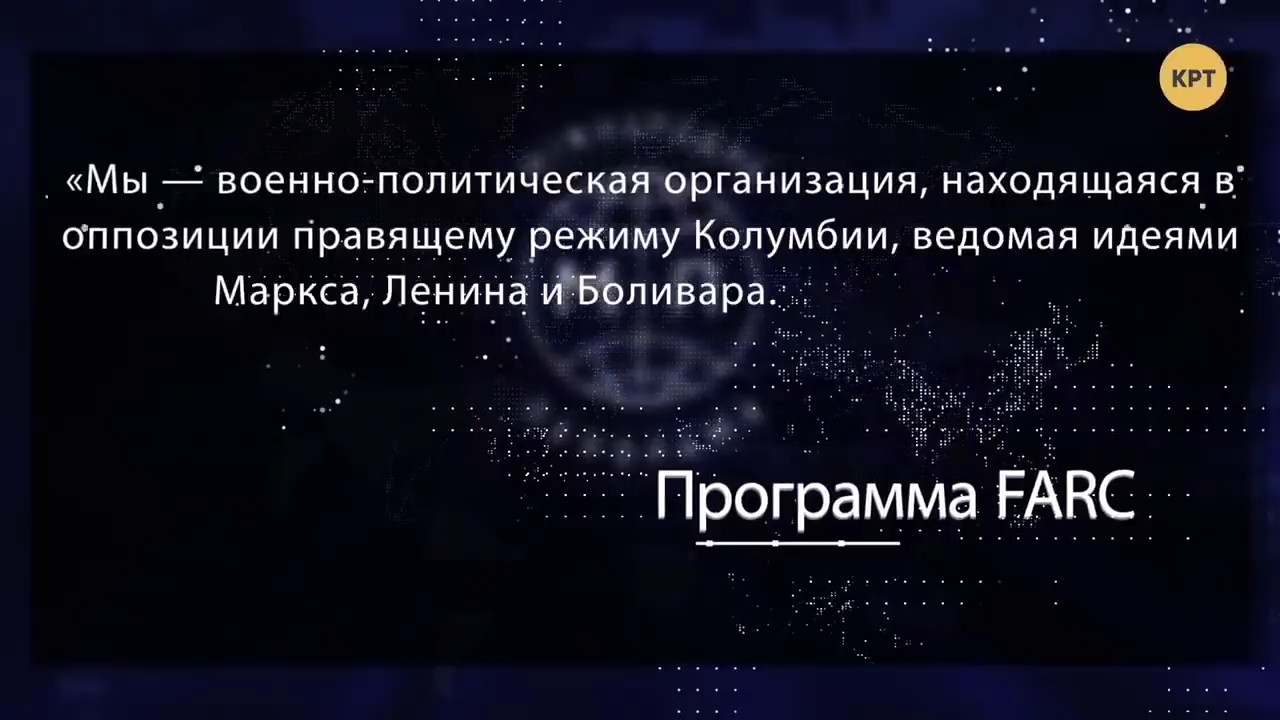 КРТ
«Мы — военно-политическая организация, находящаяся в
оппозиции правящему режиму Колумбии, ведомая идеями
Маркса, Ленина и Боливара.
Программа FARC